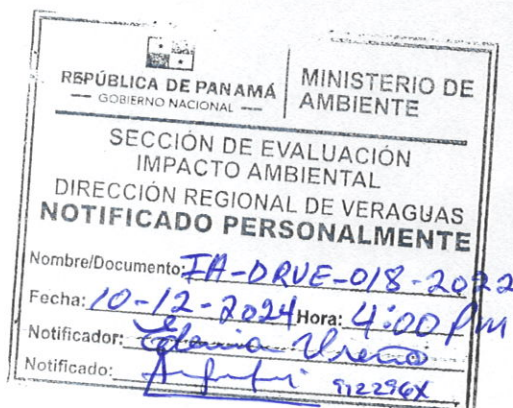 REPÚBLICA DE PANAMÁ
— GOBIERNO NACIONAL —
MINISTERIO DE
AMBIENTE
SECCIÓN DE EVALUACIÓN
IMPACTO AMBIENTAL
DIRECCIÓN REGIONAL DE VERAGUAS
NOTIFICADO PERSONALMENTE
Nombre/Documento: IA-DRVE-018-2022
Fecha: 10-12-2024 Hora: 4:00 pm
Notificador:
Notificado: